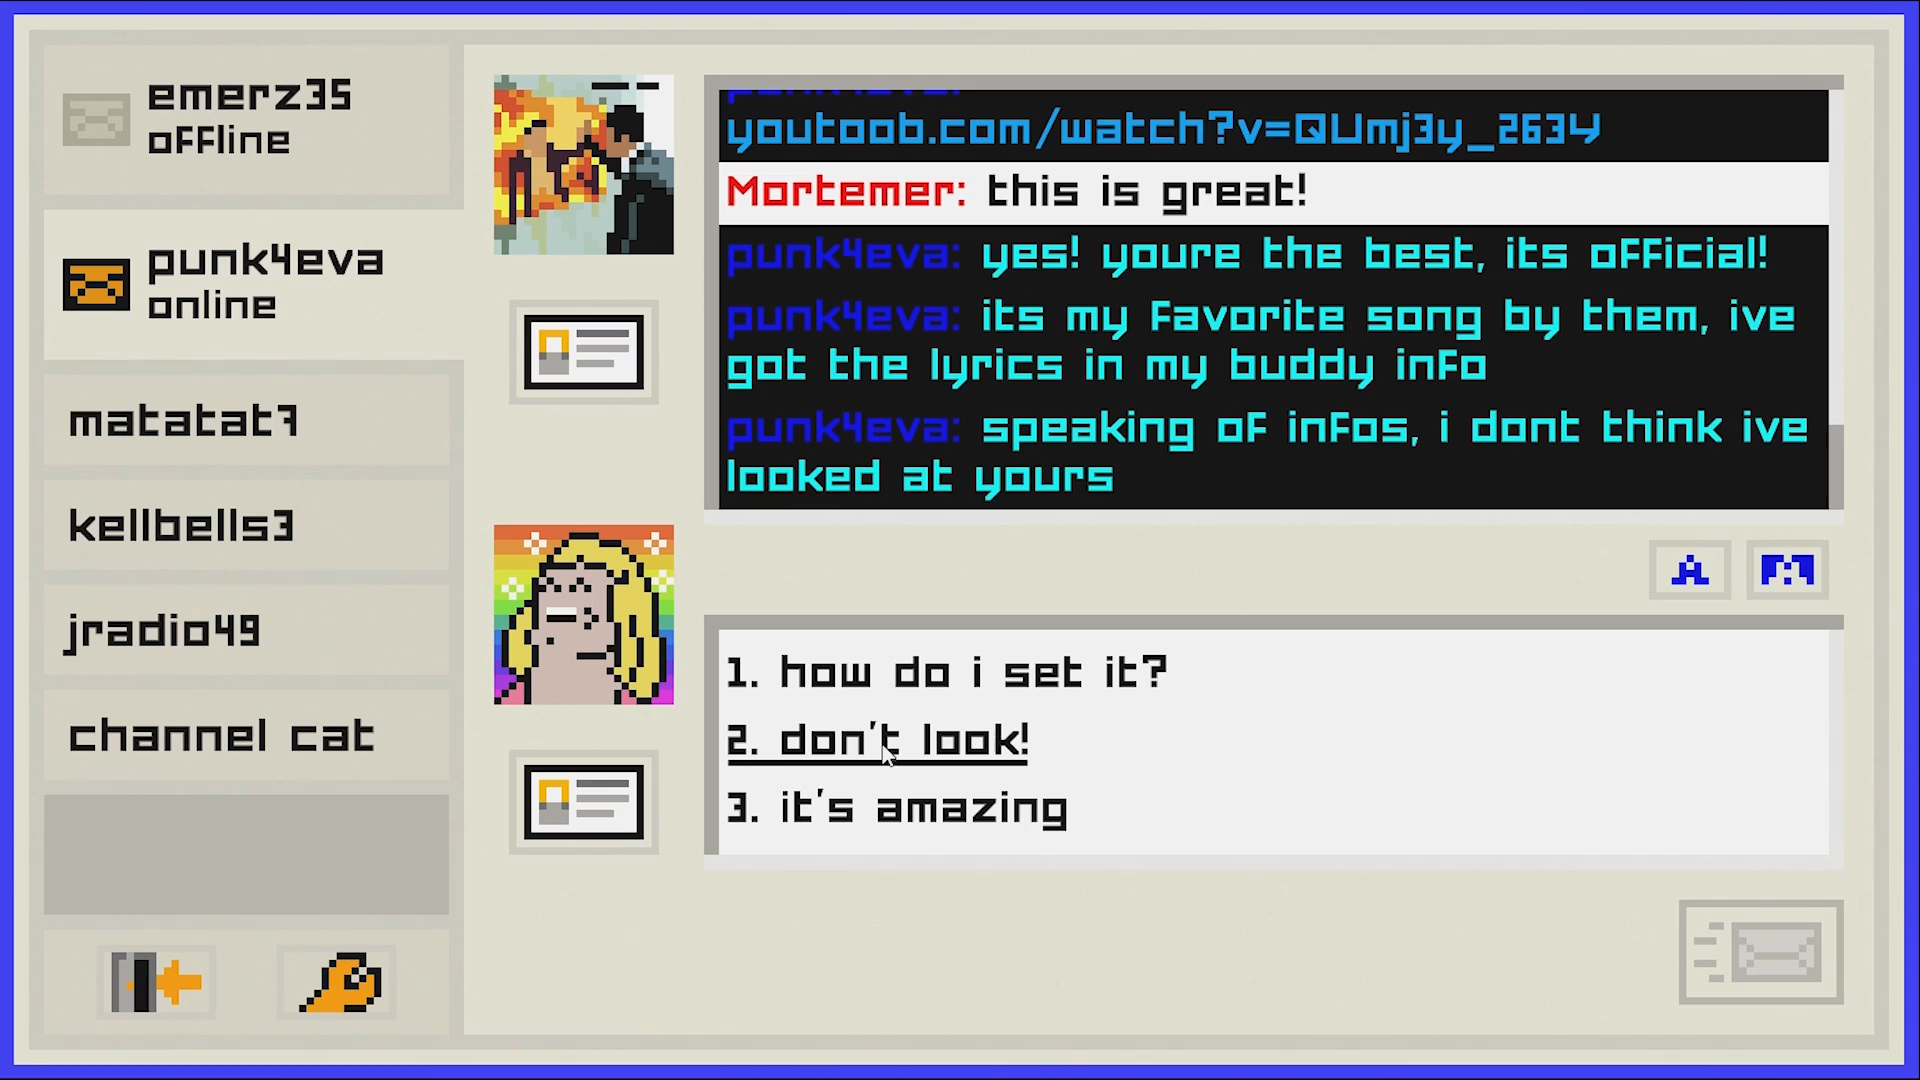 emerz35
offline
punk4eva
online
matatat7
kellbells3
jradio49
channel cat
punk4eva:
youtoob.com/watch?v=QUmj3y_2634
Mortemer: this is great!
punk4eva: yes! youre the best, its official!
punk4eva: its my favorite song by them, ive
got the lyrics in my buddy info
punk4eva: speaking of infos, i dont think ive
looked at yours
A
1. how do i set it?
2. don't look!
3. it's amazing